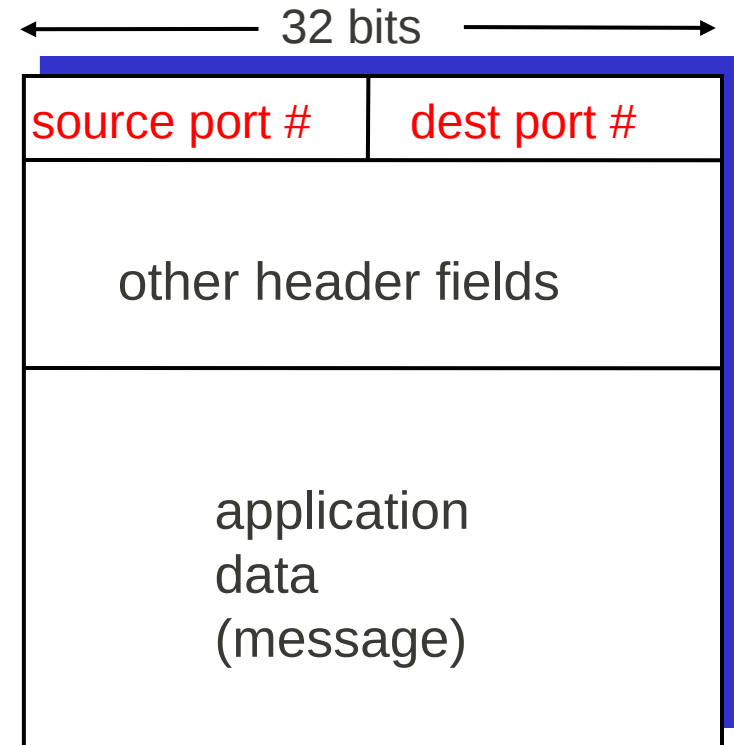 32 bits
source port #
dest port #
other header fields
application
data
(message)